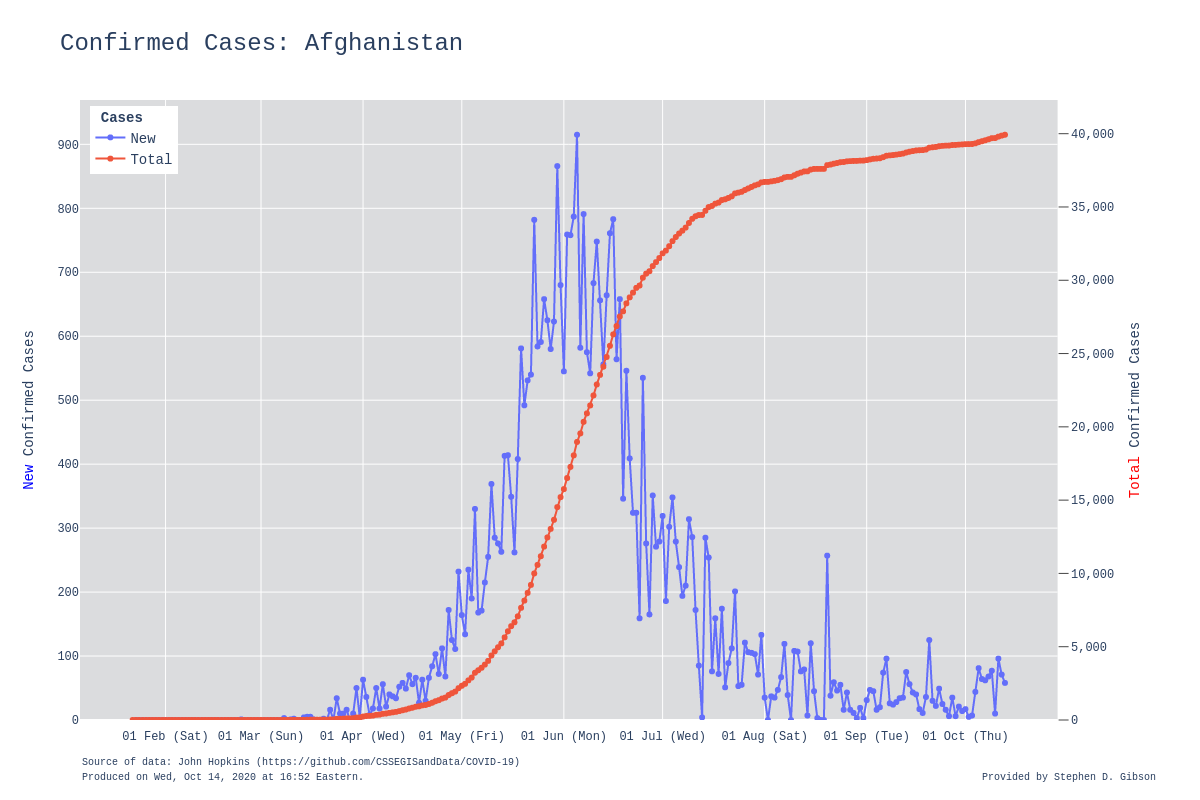 Confirmed Cases: Afghanistan
Cases
New
Total
900
800
700
600
500
400
300
200
100
0
New Confirmed Cases
40,000
35,000
30,000
25,000
20,000
15,000
10,000
5,000
0
Total Confirmed Cases
01 Feb (Sat) 01 Mar (Sun) 01 Apr (Wed) 01 May (Fri) 01 Jun (Mon) 01 Jul (Wed) 01 Aug (Sat) 01 Sep (Tue) 01 Oct (Thu)
Source of data: John Hopkins (https://github.com/CSSEGISandData/COVID-19)
Produced on Wed, Oct 14, 2020 at 16:52 Eastern.
Provided by Stephen D. Gibson